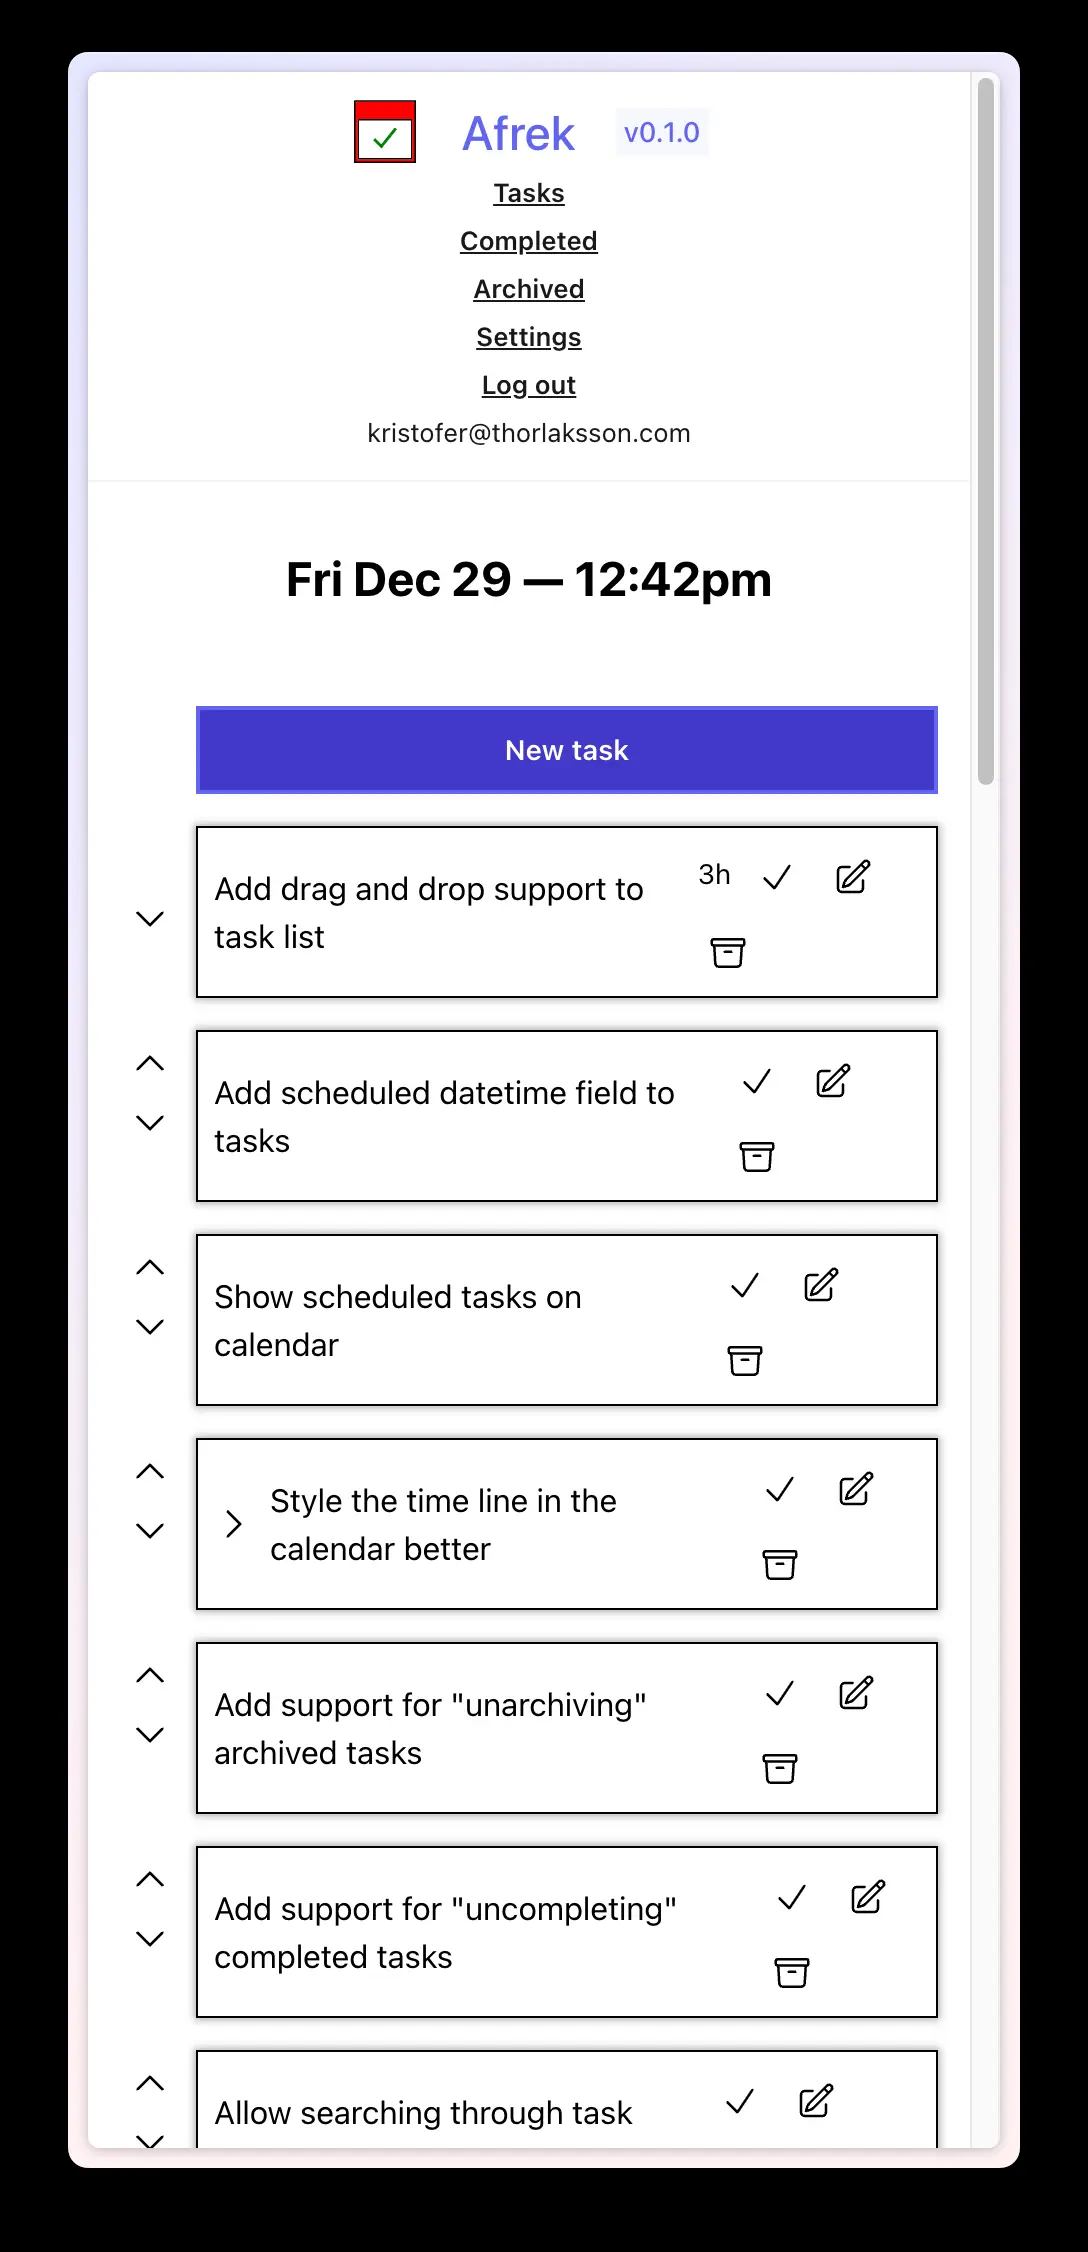 Afrek v0.1.0
Tasks
Completed
Archived
Settings
Log out
kristofer@thorlaksson.com
Fri Dec 29 — 12:42pm
New task
Add drag and drop support to
task list
3h
Add scheduled datetime field to
tasks
Show scheduled tasks on
calendar
Style the time line in the
calendar better
Add support for "unarchiving"
archived tasks
Add support for "uncompleting"
completed tasks
Allow searching through task